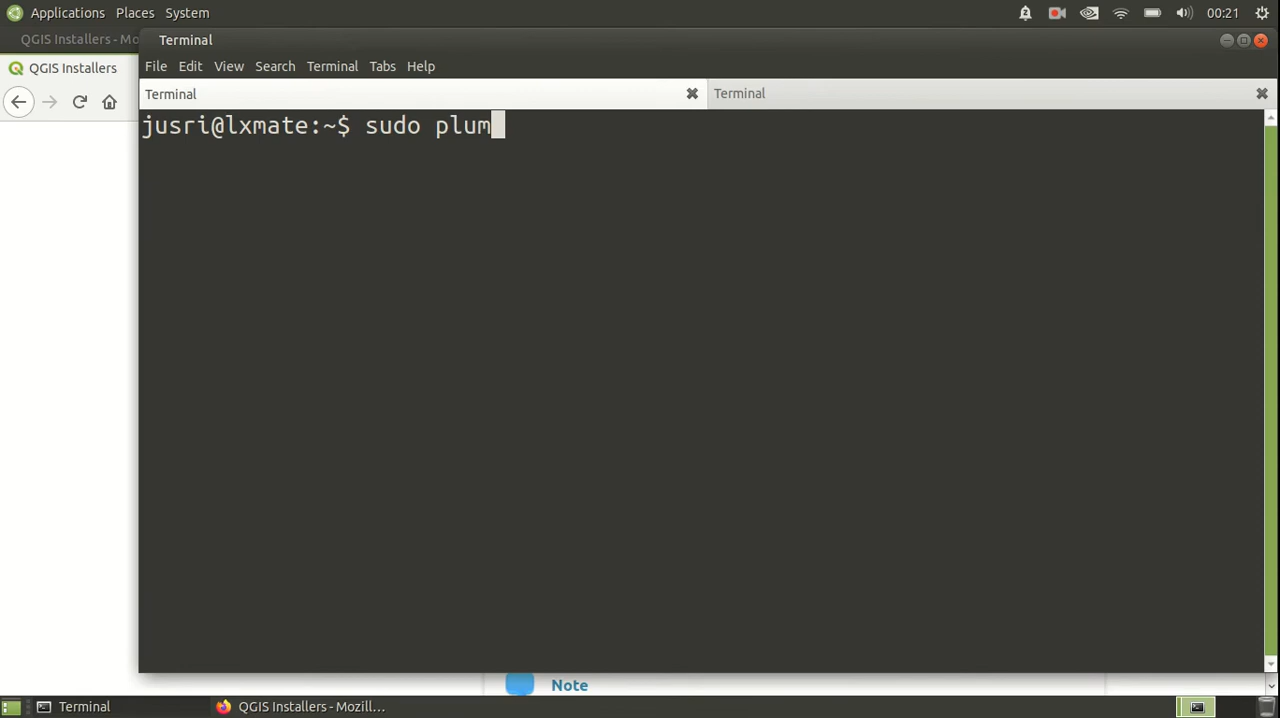 Applications Places System 00:21
QGIS Installers - Mo
Terminal
QGIS Installers
File Edit View Search Terminal Tabs Help
Terminal Terminal
jusri@lxmate:~$ sudo plum
Note
Terminal QGIS Installers - Mozill...